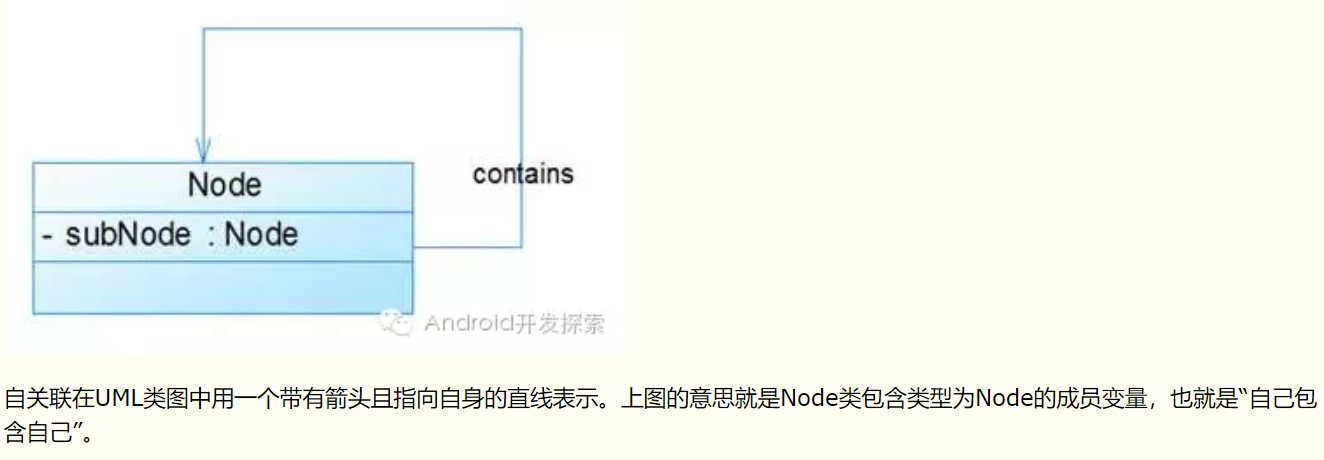 Node
contains
- subNode : Node
Android开发探索
自关联在UML类图中用一个带有箭头且指向自身的直线表示。上图的意思就是Node类包含类型为Node的成员变量，也就是“自己包
含自己”。